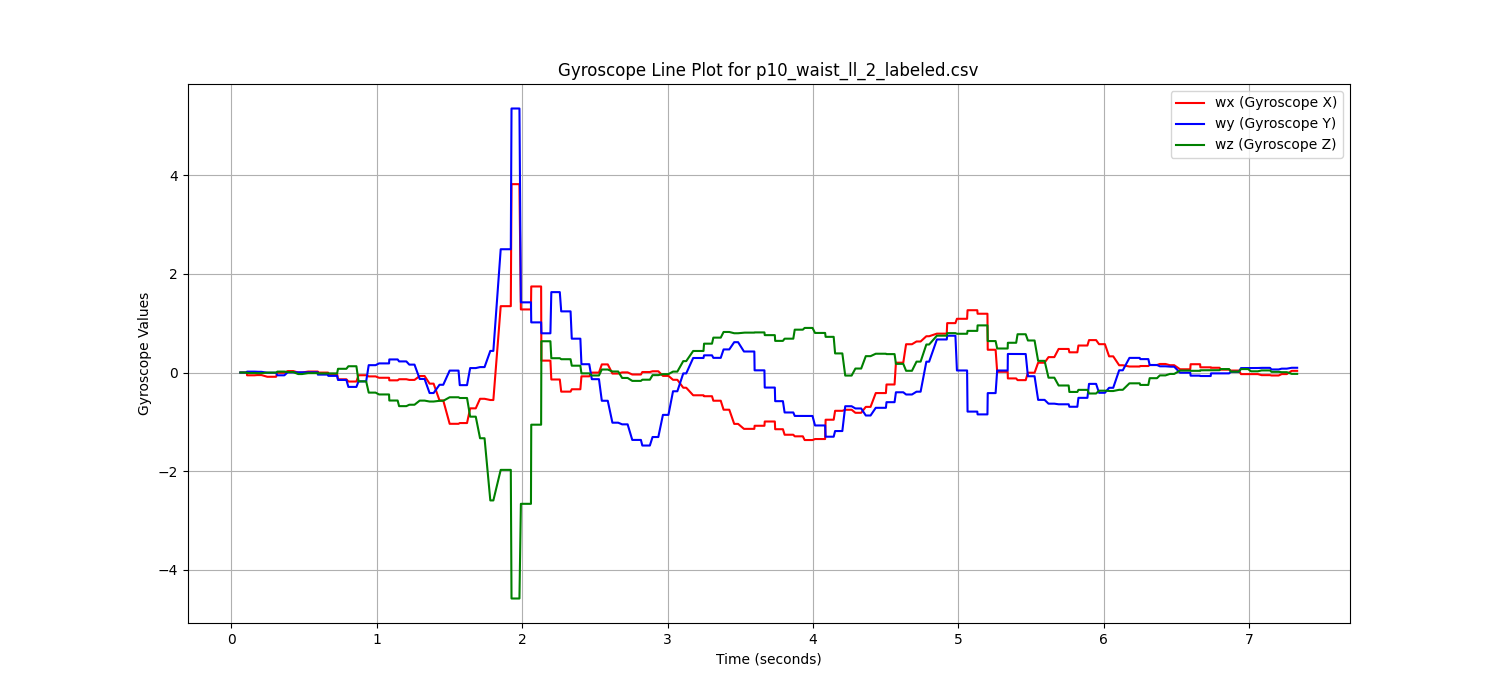 Gyroscope Line Plot for p10_waist_ll_2_labeled.csv
wx (Gyroscope X)
wy (Gyroscope Y)
wz (Gyroscope Z)
Gyroscope Values
4
2
0
−2
−4
0 1 2 3 4 5 6 7
Time (seconds)